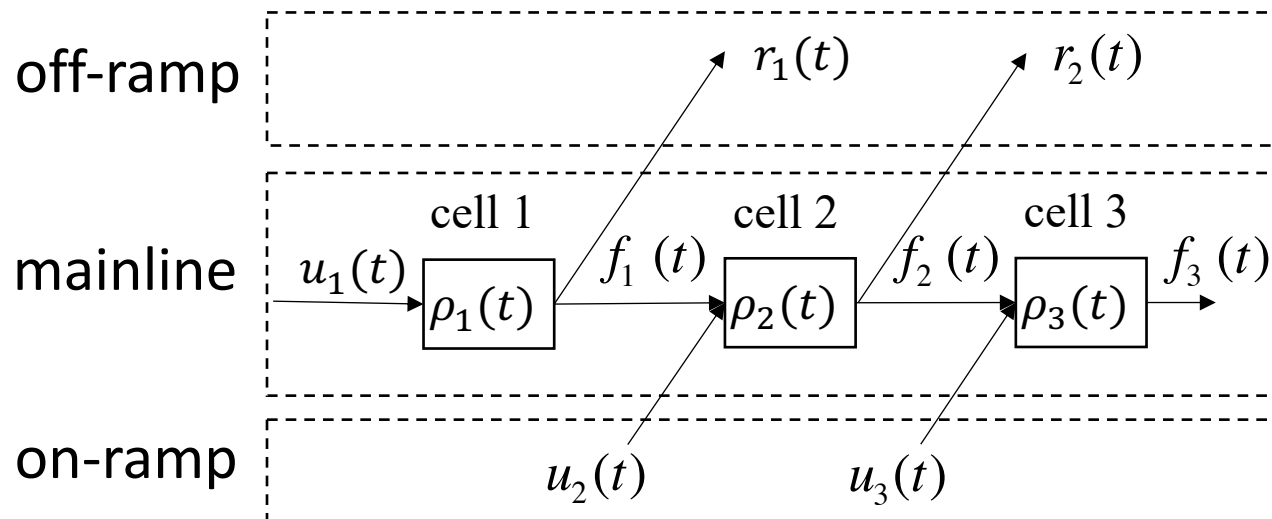 off-ramp
r₁(t)
r₂(t)
mainline
cell 1
cell 2
cell 3
u₁(t)
f₁ (t)
f₂ (t)
f₃ (t)
ρ₁(t)
ρ₂(t)
ρ₃(t)
on-ramp
u₂(t)
u₃(t)